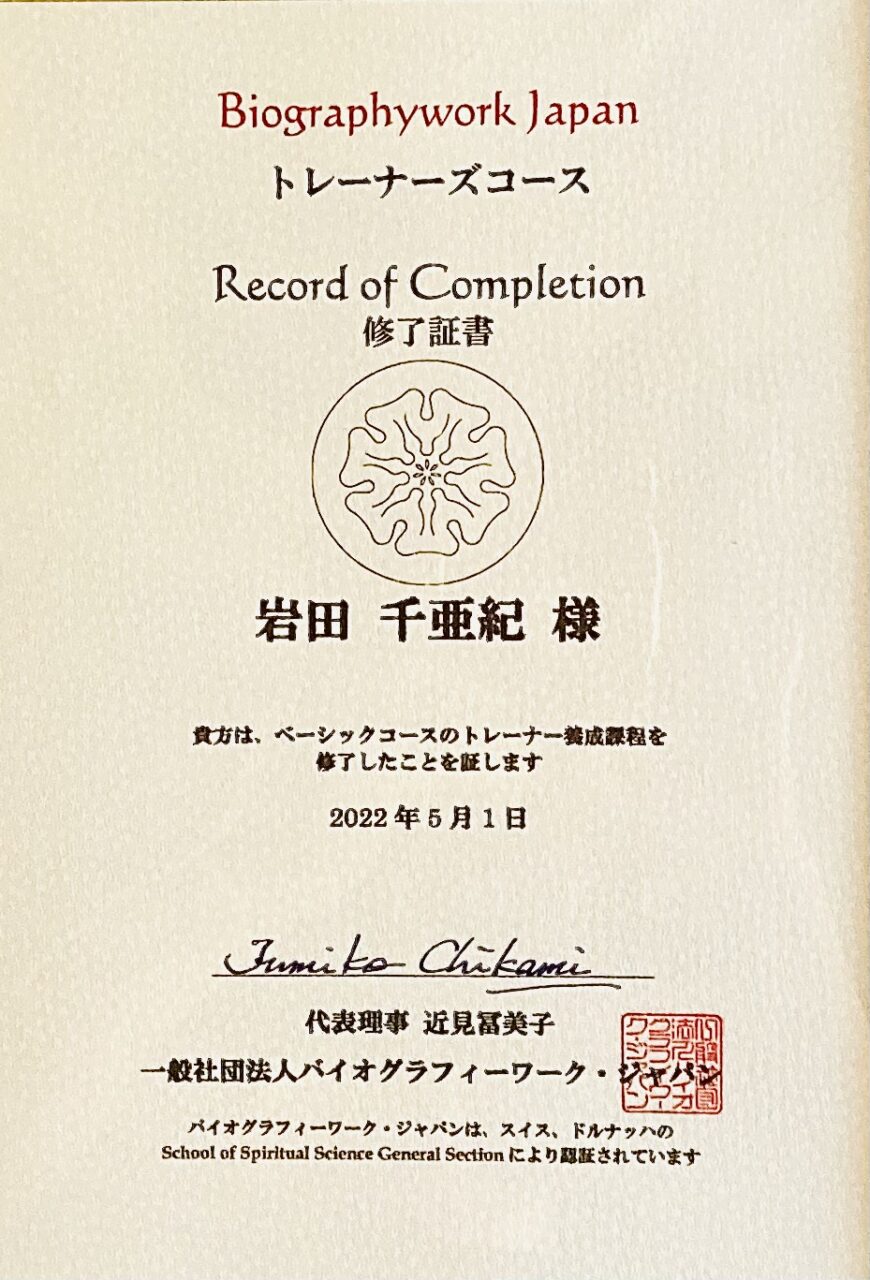 Biographywork Japan
トレーナーズコース
Record of Completion
修了証書
岩田 千亜紀 様
貴方は、ベーシックコースのトレーナー養成課程を
修了したことを証します
2022年5月1日
Fumiko Chikami
代表理事 近見冨美子
一般社団法人バイオグラフィーワーク・ジャパン
バイオグラフィーワーク・ジャパンは、スイス、ドルナッハの
School of Spiritual Science General Sectionにより認証されています